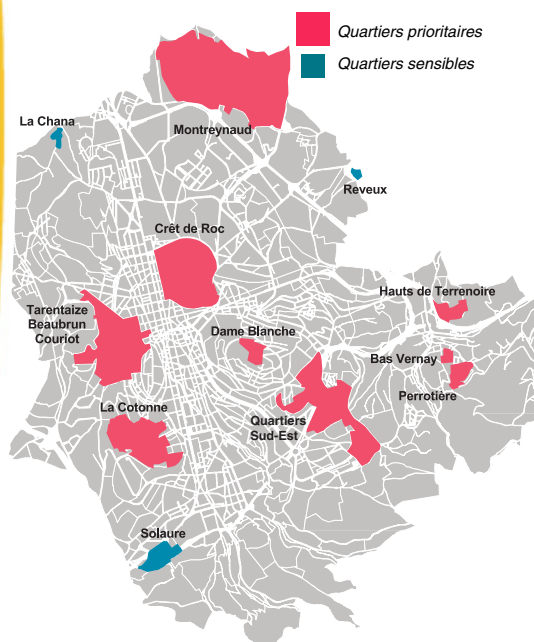 Quartiers prioritaires
Quartiers sensibles
La Chana
Montreynaud
Reveux
Crêt de Roc
Hauts de Terrenoire
Tarentaize
Beaubrun
Couriot
Dame Blanche
Bas Vernay
Perrotière
La Cotonne
Quartiers
Sud-Est
Solaure